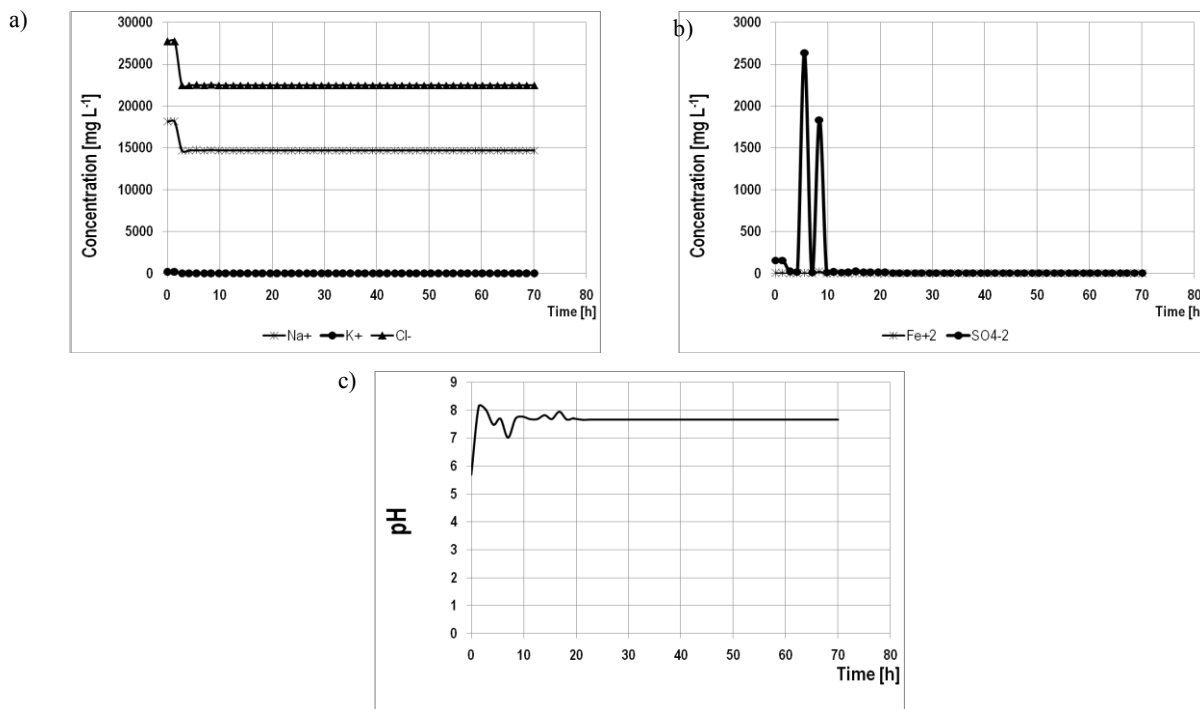 a)
Concentration [mg L-1]
30000
25000
20000
15000
10000
5000
0
0 10 20 30 40 50 60 70 80
Time [h]
Na+ K+ Cl-
b)
Concentration [mg L-1]
3000
2500
2000
1500
1000
500
0
0 10 20 30 40 50 60 70 80
Time [h]
Fe+2 SO4-2
c)
pH
9
8
7
6
5
4
3
2
1
0
0 10 20 30 40 50 60 70 80
Time [h]